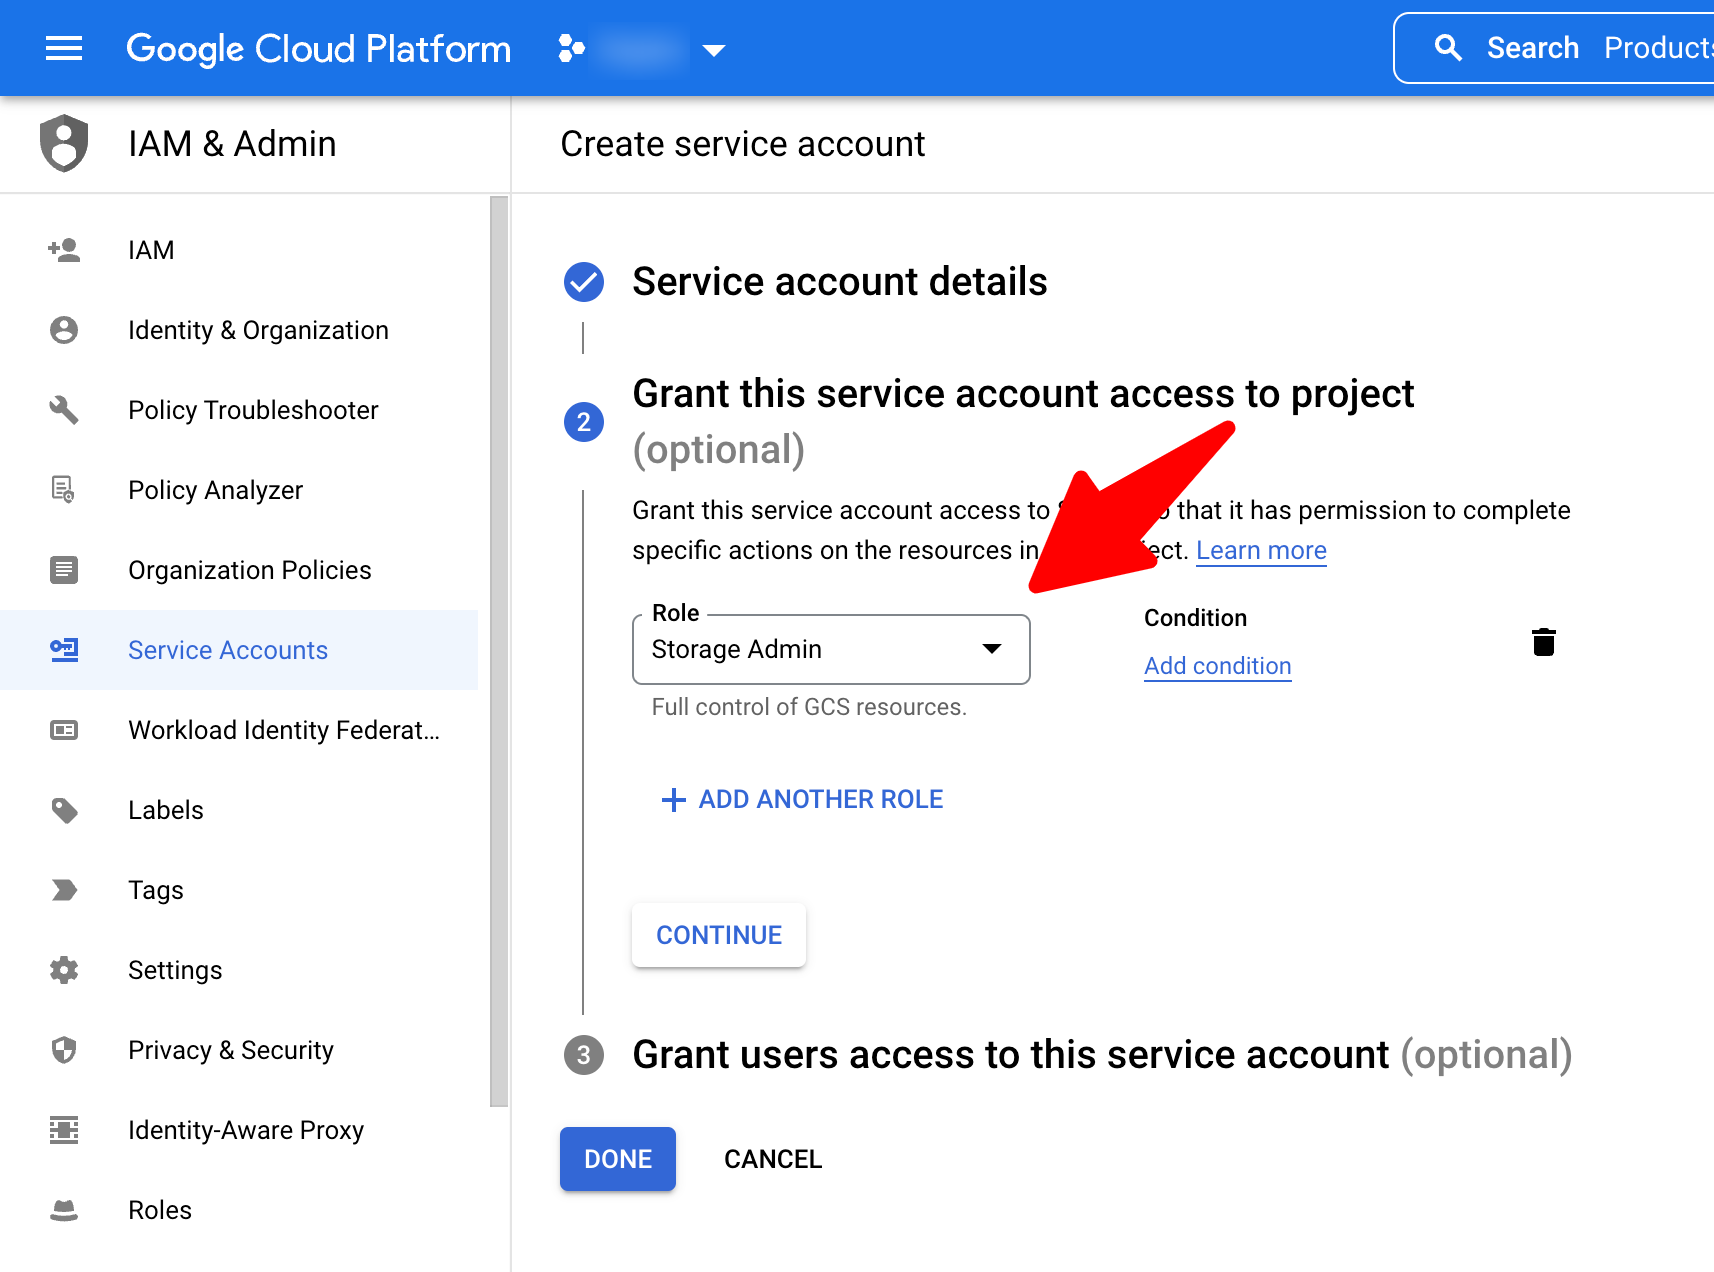 Google Cloud Platform
Search Products
IAM & Admin
Create service account
IAM
Identity & Organization
Policy Troubleshooter
Policy Analyzer
Organization Policies
Service Accounts
Workload Identity Federat...
Labels
Tags
Settings
Privacy & Security
Identity-Aware Proxy
Roles
Service account details
2
Grant this service account access to project
(optional)
Grant this service account access to that it has permission to complete
specific actions on the resources in Learn more
Role
Storage Admin
Full control of GCS resources.
Condition
Add condition
ADD ANOTHER ROLE
CONTINUE
3
Grant users access to this service account (optional)
DONE
CANCEL